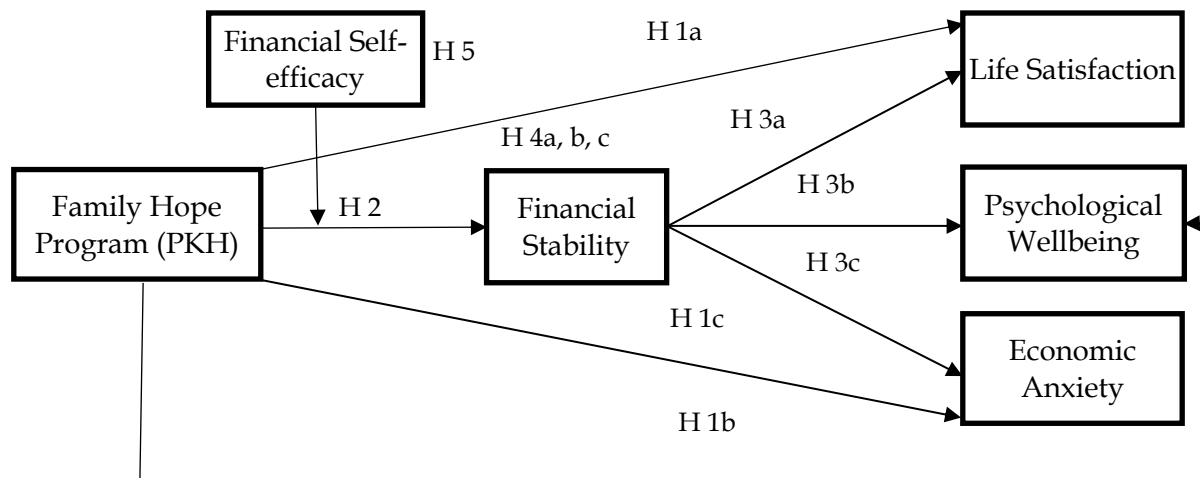 Financial Self-
efficacy
H 5
H 1a
Life Satisfaction
H 3a
H 4a, b, c
Family Hope
Program (PKH)
H 2
Financial
Stability
H 3b
Psychological
Wellbeing
H 3c
H 1c
Economic
Anxiety
H 1b